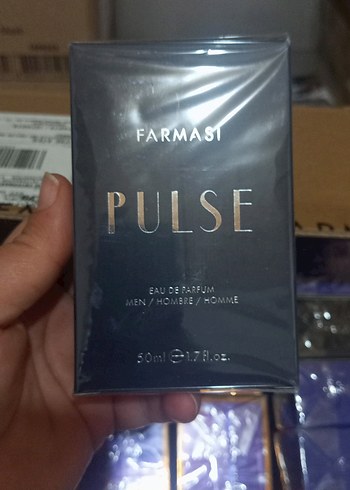 FARMASI
PULSE
EAU DE PARFUM
MEN / HOMBRE / HOMME
50ml ℮ 1.7 fl.oz.